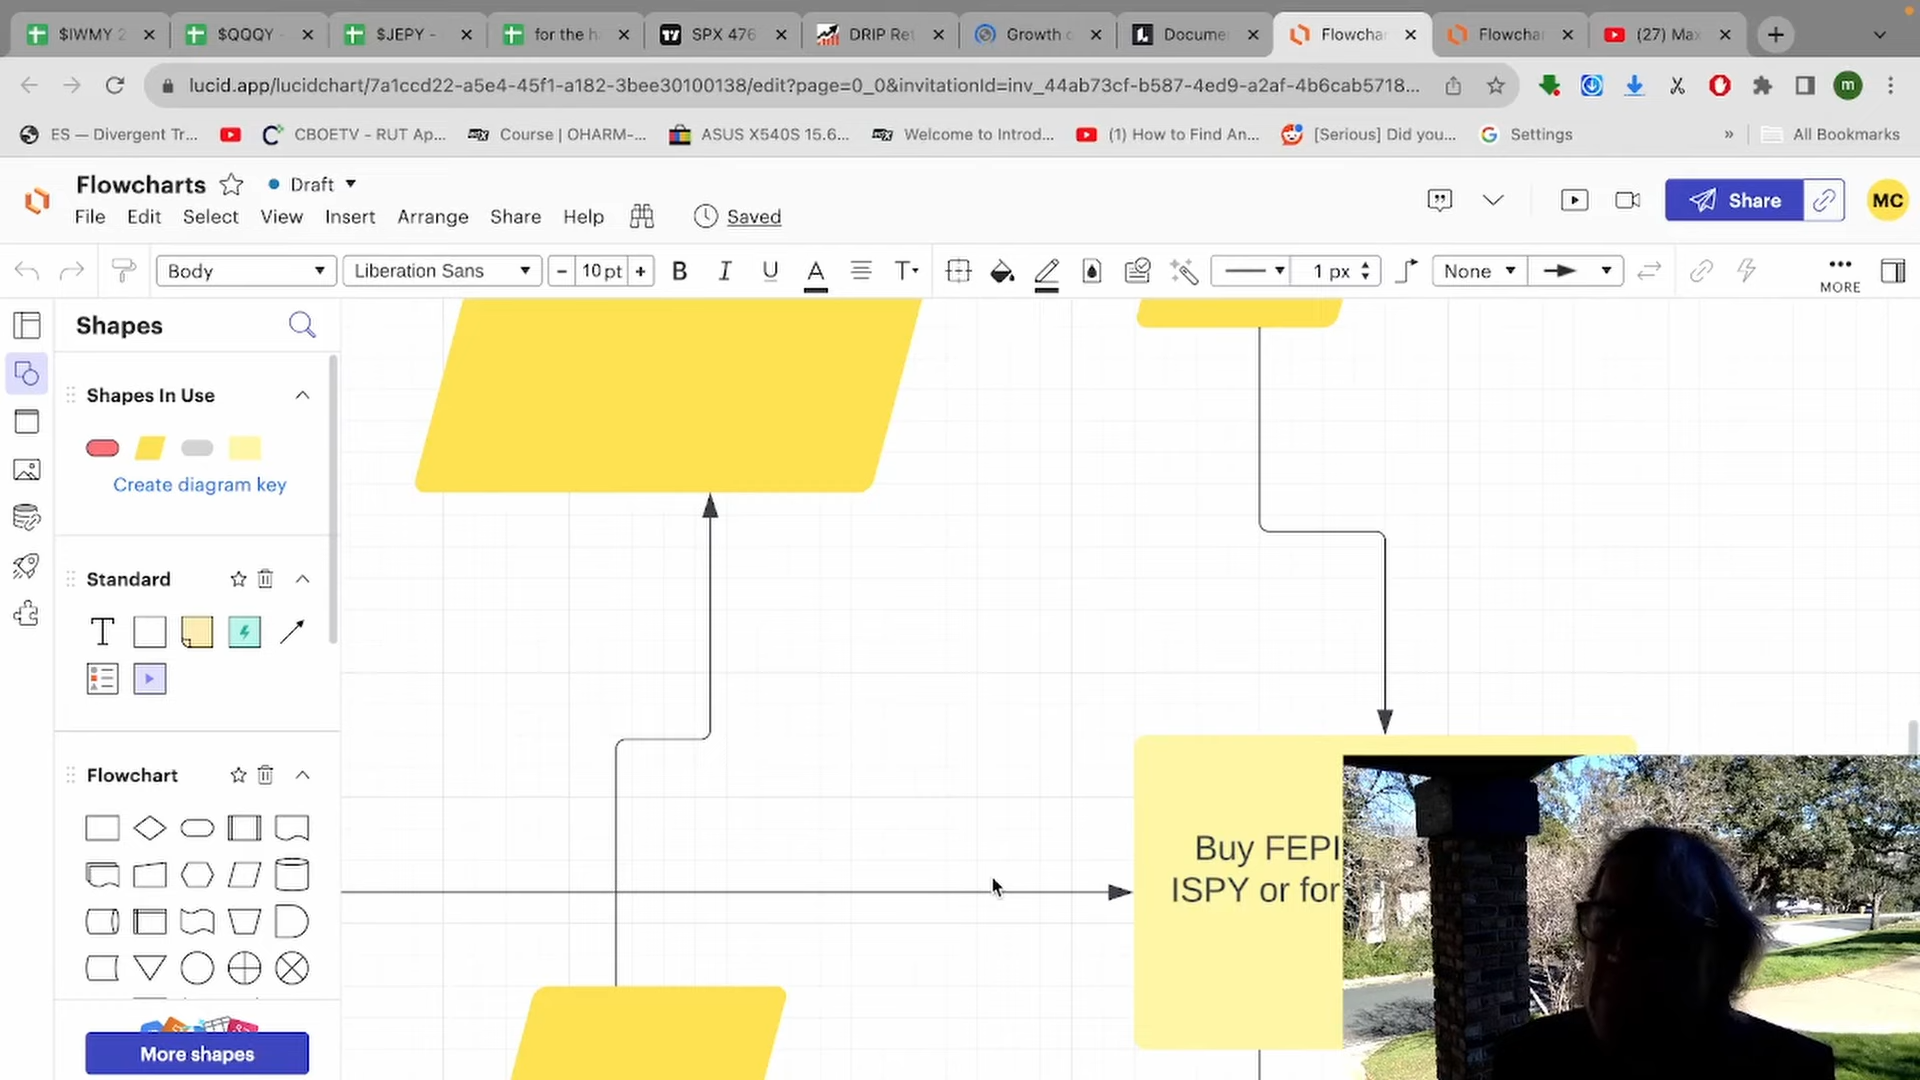 $IWMY 2
$QQQY -
$JEPY -
for the h
SPX 476
DRIP Ret
Growth o
Docume
Flowchar
Flowchar
(27) Max
lucid.app/lucidchart/7a1ccd22-a5e4-45f1-a182-3bee30100138/edit?page=0_0&invitationId=inv_44ab73cf-b587-4ed9-a2af-4b6cab5718...
m
ES — Divergent Tr...
CBOETV - RUT Ap...
Course | OHARM-...
ASUS X540S 15.6...
Welcome to Introd...
(1) How to Find An...
[Serious] Did you...
Settings
»
All Bookmarks
Flowcharts
Draft
File
Edit
Select
View
Insert
Arrange
Share
Help
Saved
Share
MC
Body
Liberation Sans
10 pt
B
I
U
A
T
1 px
None
MORE
Shapes
Shapes In Use
Create diagram key
Standard
T
Flowchart
More shapes
Buy FEPI
ISPY or for